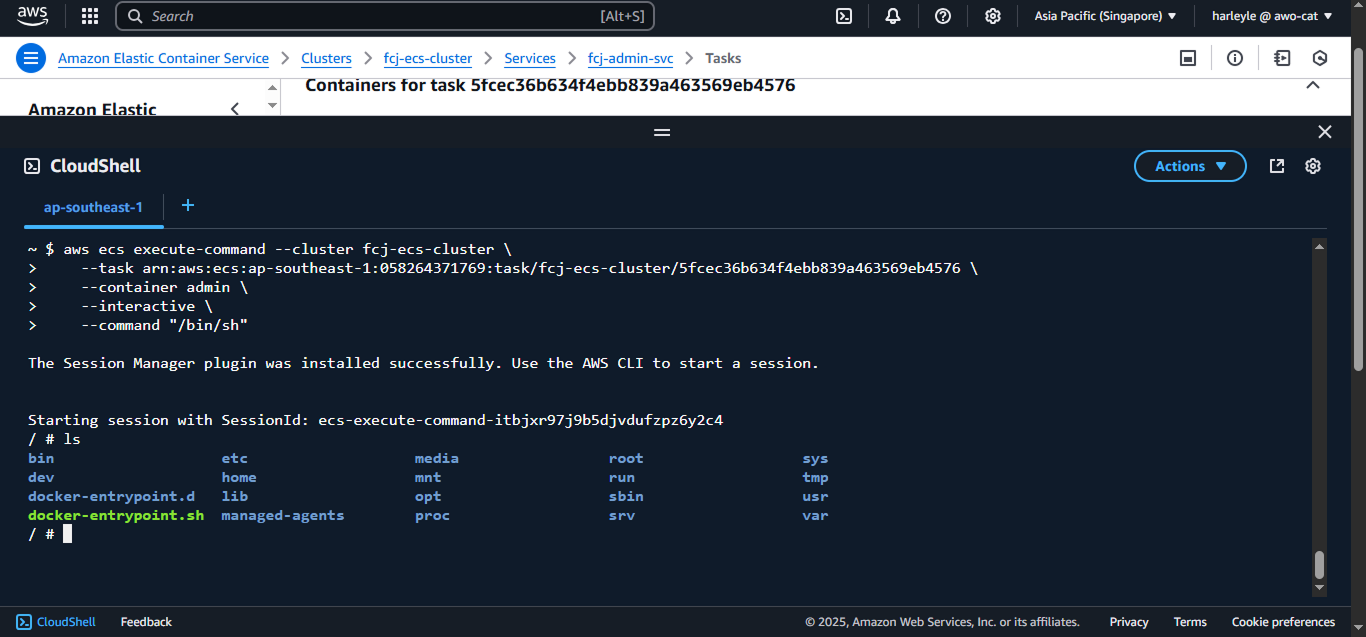 aws
Search [Alt+S]
Asia Pacific (Singapore) ▼
harleyle @ awo-cat ▼
Amazon Elastic Container Service > Clusters > fcj-ecs-cluster > Services > fcj-admin-svc > Tasks
Amazon Elastic
Containers for task 5fcec36b634f4ebb839a463569eb4576
CloudShell
Actions ▼
ap-southeast-1 +
~ $ aws ecs execute-command --cluster fcj-ecs-cluster \
>     --task arn:aws:ecs:ap-southeast-1:058264371769:task/fcj-ecs-cluster/5fcec36b634f4ebb839a463569eb4576 \
>     --container admin \
>     --interactive \
>     --command "/bin/sh"
The Session Manager plugin was installed successfully. Use the AWS CLI to start a session.
Starting session with SessionId: ecs-execute-command-itbjxr97j9b5djvdufzpz6y2c4
/ # ls
bin etc media root sys
dev home mnt run tmp
docker-entrypoint.d lib opt sbin usr
docker-entrypoint.sh managed-agents proc srv var
/ #
CloudShell Feedback © 2025, Amazon Web Services, Inc. or its affiliates. Privacy Terms Cookie preferences